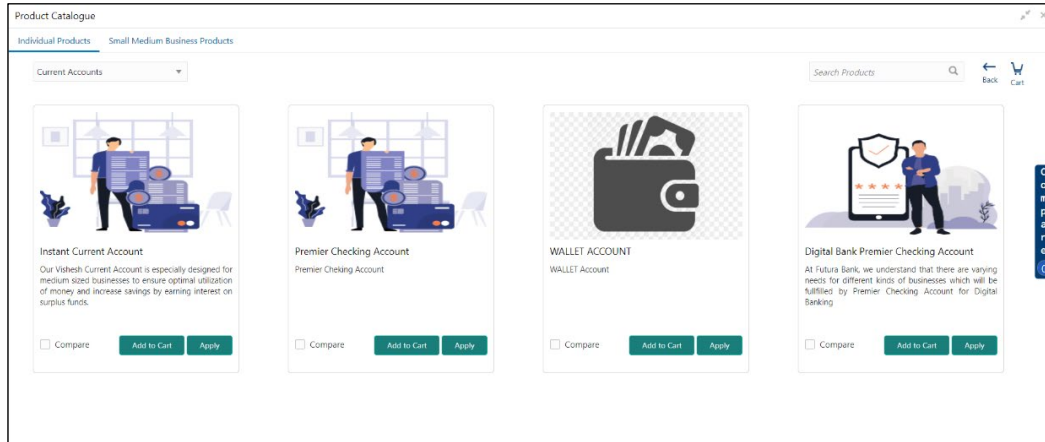 Product Catalogue
Individual Products Small Medium Business Products
Current Accounts
Search Products
Back Cart
Instant Current Account
Our Vishesh Current Account is especially designed for
medium sized businesses to ensure optimal utilization
of money and increase savings by earning interest on
surplus funds.
Compare Add to Cart Apply
Premier Checking Account
Premier Cheking Account
Compare Add to Cart Apply
WALLET ACCOUNT
WALLET Account
Compare Add to Cart Apply
Digital Bank Premier Checking Account
At Futura Bank, we understand that there are varying
needs for different kinds of businesses which will be
fullfilled by Premier Checking Account for Digital
Banking
Compare Add to Cart Apply